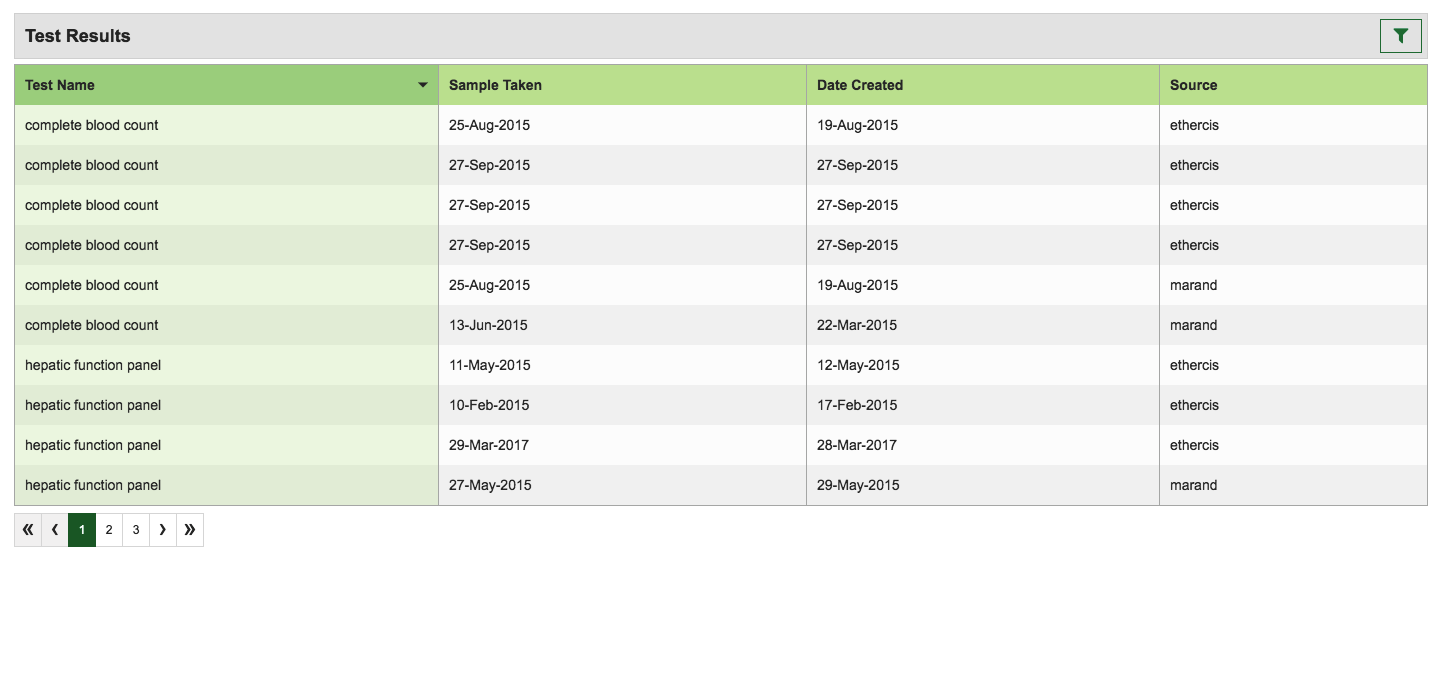 Test Results
Test Name Sample Taken Date Created Source
complete blood count 25-Aug-2015 19-Aug-2015 ethercis
complete blood count 27-Sep-2015 27-Sep-2015 ethercis
complete blood count 27-Sep-2015 27-Sep-2015 ethercis
complete blood count 27-Sep-2015 27-Sep-2015 ethercis
complete blood count 25-Aug-2015 19-Aug-2015 marand
complete blood count 13-Jun-2015 22-Mar-2015 marand
hepatic function panel 11-May-2015 12-May-2015 ethercis
hepatic function panel 10-Feb-2015 17-Feb-2015 ethercis
hepatic function panel 29-Mar-2017 28-Mar-2017 ethercis
hepatic function panel 27-May-2015 29-May-2015 marand
« ‹ 1 2 3 › »